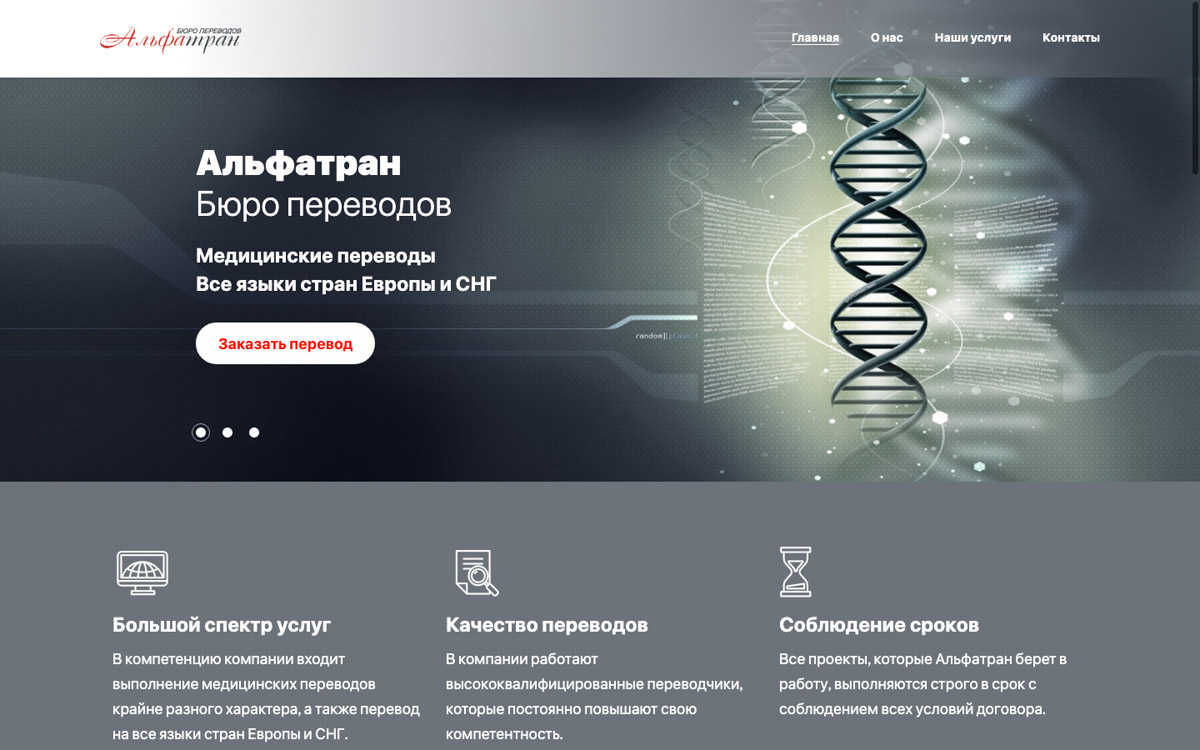 БЮРО ПЕРЕВОДОВ
Альфатран
Главная
О нас
Наши услуги
Контакты
Альфатран
Бюро переводов
Медицинские переводы
Все языки стран Европы и СНГ
Заказать перевод
Большой спектр услуг
В компетенцию компании входит
выполнение медицинских переводов
крайне разного характера, а также перевод
на все языки стран Европы и СНГ.
Качество переводов
В компании работают
высококвалифицированные переводчики,
которые постоянно повышают свою
компетентность.
Соблюдение сроков
Все проекты, которые Альфатран берет в
работу, выполняются строго в срок с
соблюдением всех условий договора.